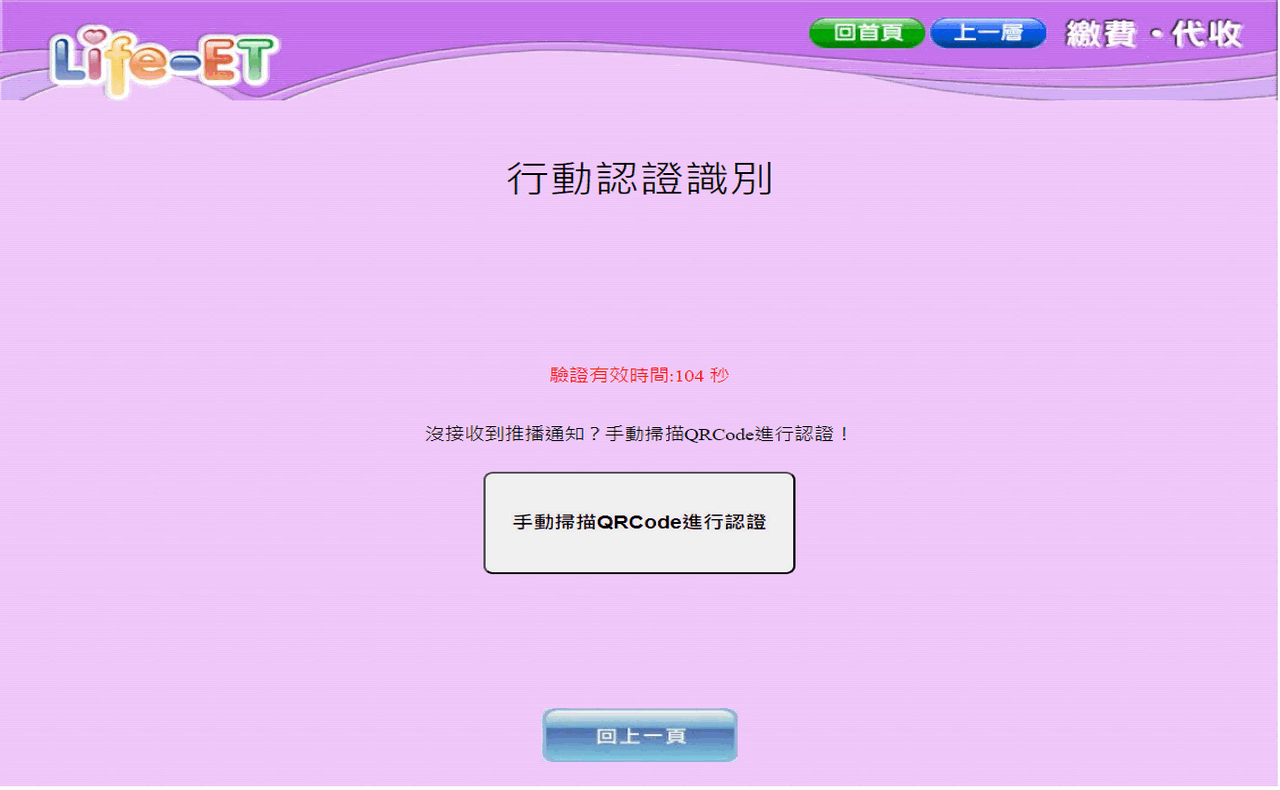 Life-ET
回首頁 上一層 繳費・代收
行動認證識別
驗證有效時間:104 秒
沒接收到推播通知？手動掃描QRCode進行認證！
手動掃描QRCode進行認證
回上一頁